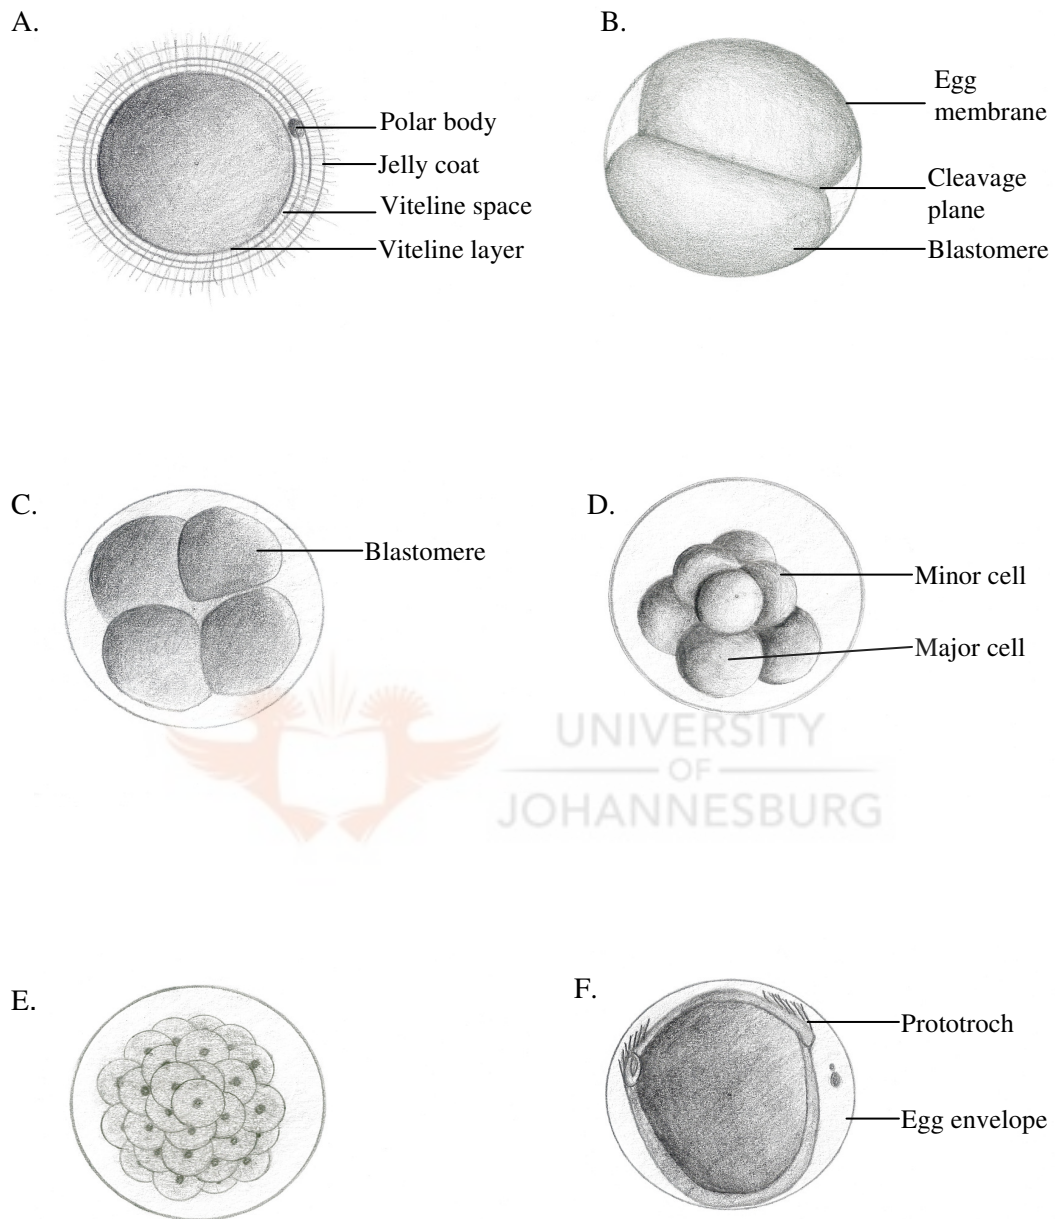 A.
Polar body
Jelly coat
Viteline space
Viteline layer
B.
Egg
membrane
Cleavage
plane
Blastomere
C.
Blastomere
D.
Minor cell
Major cell
UNIVERSITY
OF
JOHANNESBURG
E.
F.
Prototroch
Egg envelope